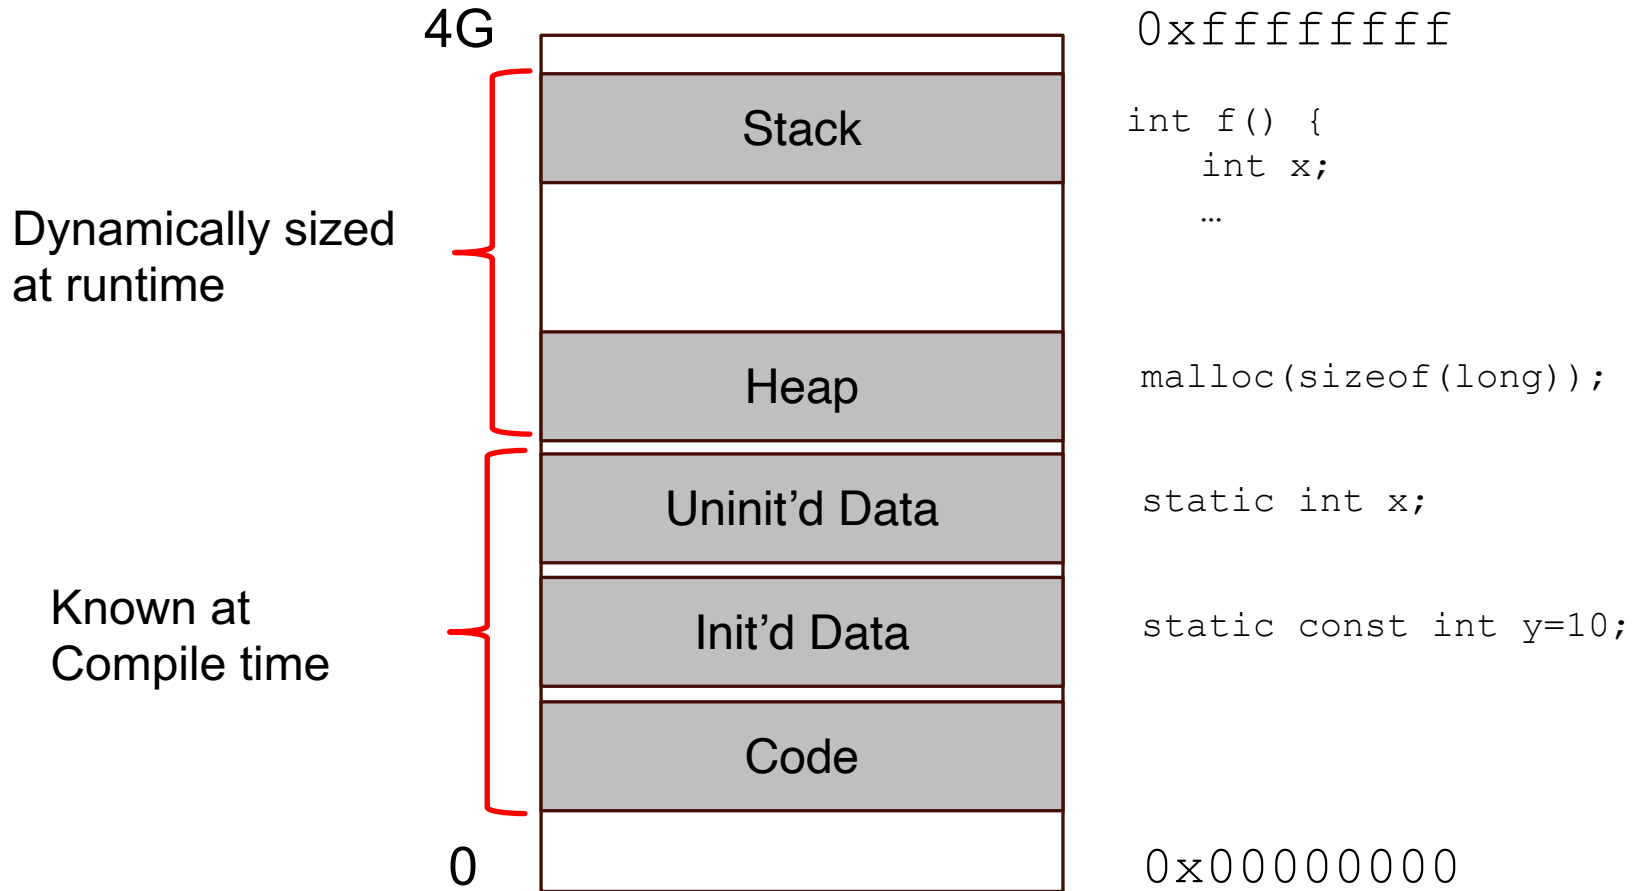 4G
0xffffffff
Stack
int f() {
int x;
…
Dynamically sized
at runtime
Heap
malloc(sizeof(long));
Uninit’d Data
static int x;
Known at
Compile time
Init’d Data
static const int y=10;
Code
0
0x00000000